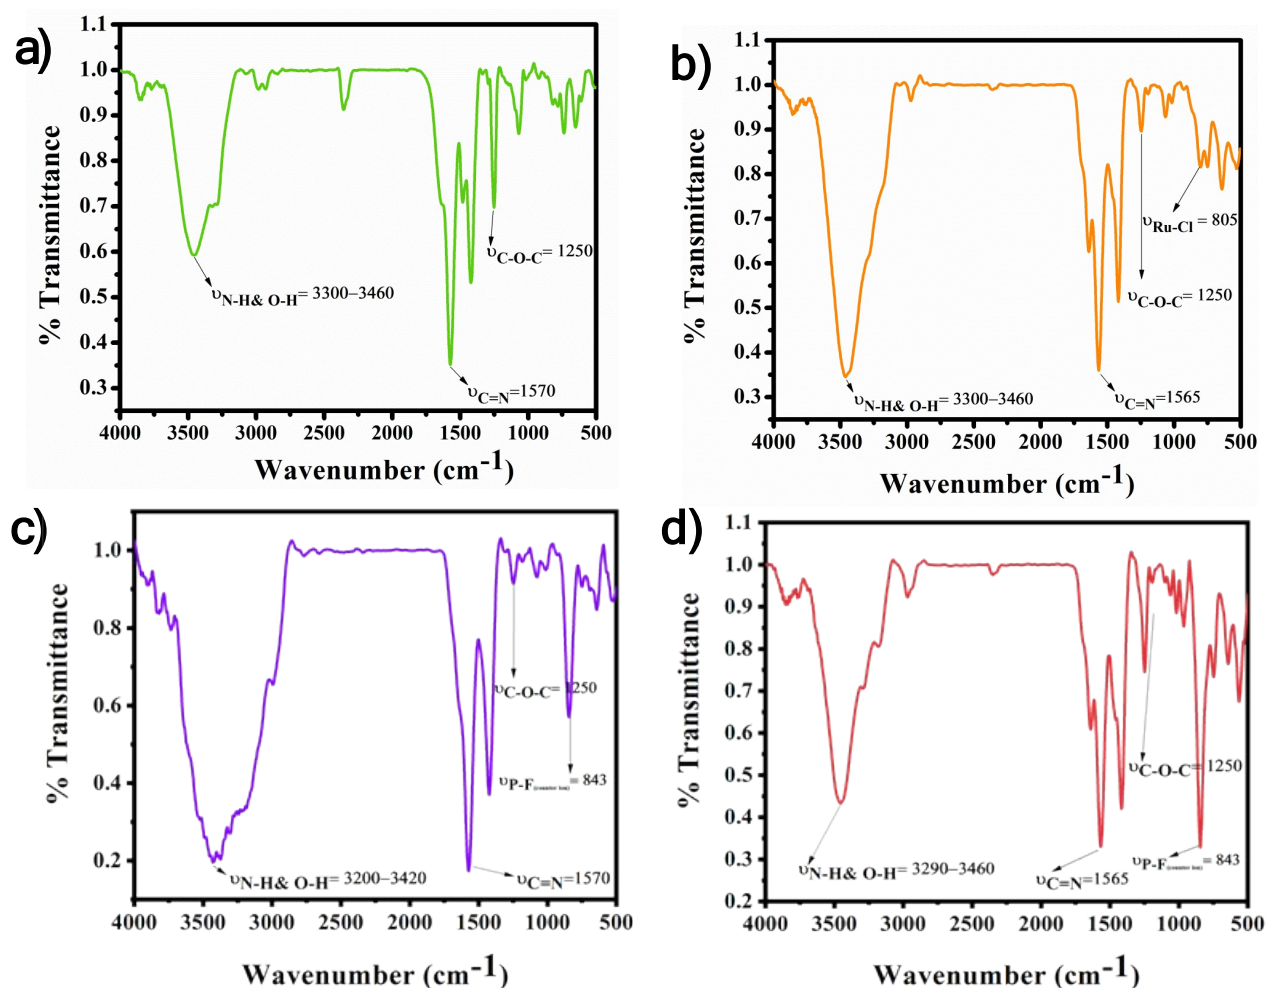 a)
1.1
1.0
0.9
0.8
0.7
0.6
0.5
0.4
0.3
% Transmittance
υN-H& O-H= 3300–3460
υC-O-C= 1250
υC=N=1570
4000 3500 3000 2500 2000 1500 1000 500
Wavenumber (cm-1)
b)
1.1
1.0
0.9
0.8
0.7
0.6
0.5
0.4
0.3
% Transmittance
υRu-Cl = 805
υC-O-C= 1250
υN-H& O-H= 3300–3460
υC=N=1565
4000 3500 3000 2500 2000 1500 1000 500
Wavenumber (cm-1)
c)
1.0
0.8
0.6
0.4
0.2
% Transmittance
υC-O-C= 1250
υP-F(counter ion)= 843
υN-H& O-H= 3200–3420
υC=N=1570
4000 3500 3000 2500 2000 1500 1000 500
Wavenumber (cm-1)
d)
1.1
1.0
0.9
0.8
0.7
0.6
0.5
0.4
0.3
0.2
% Transmittance
υC-O-C= 1250
υN-H& O-H= 3290–3460
υP-F(counter ion)= 843
υC=N=1565
4000 3500 3000 2500 2000 1500 1000 500
Wavenumber (cm-1)